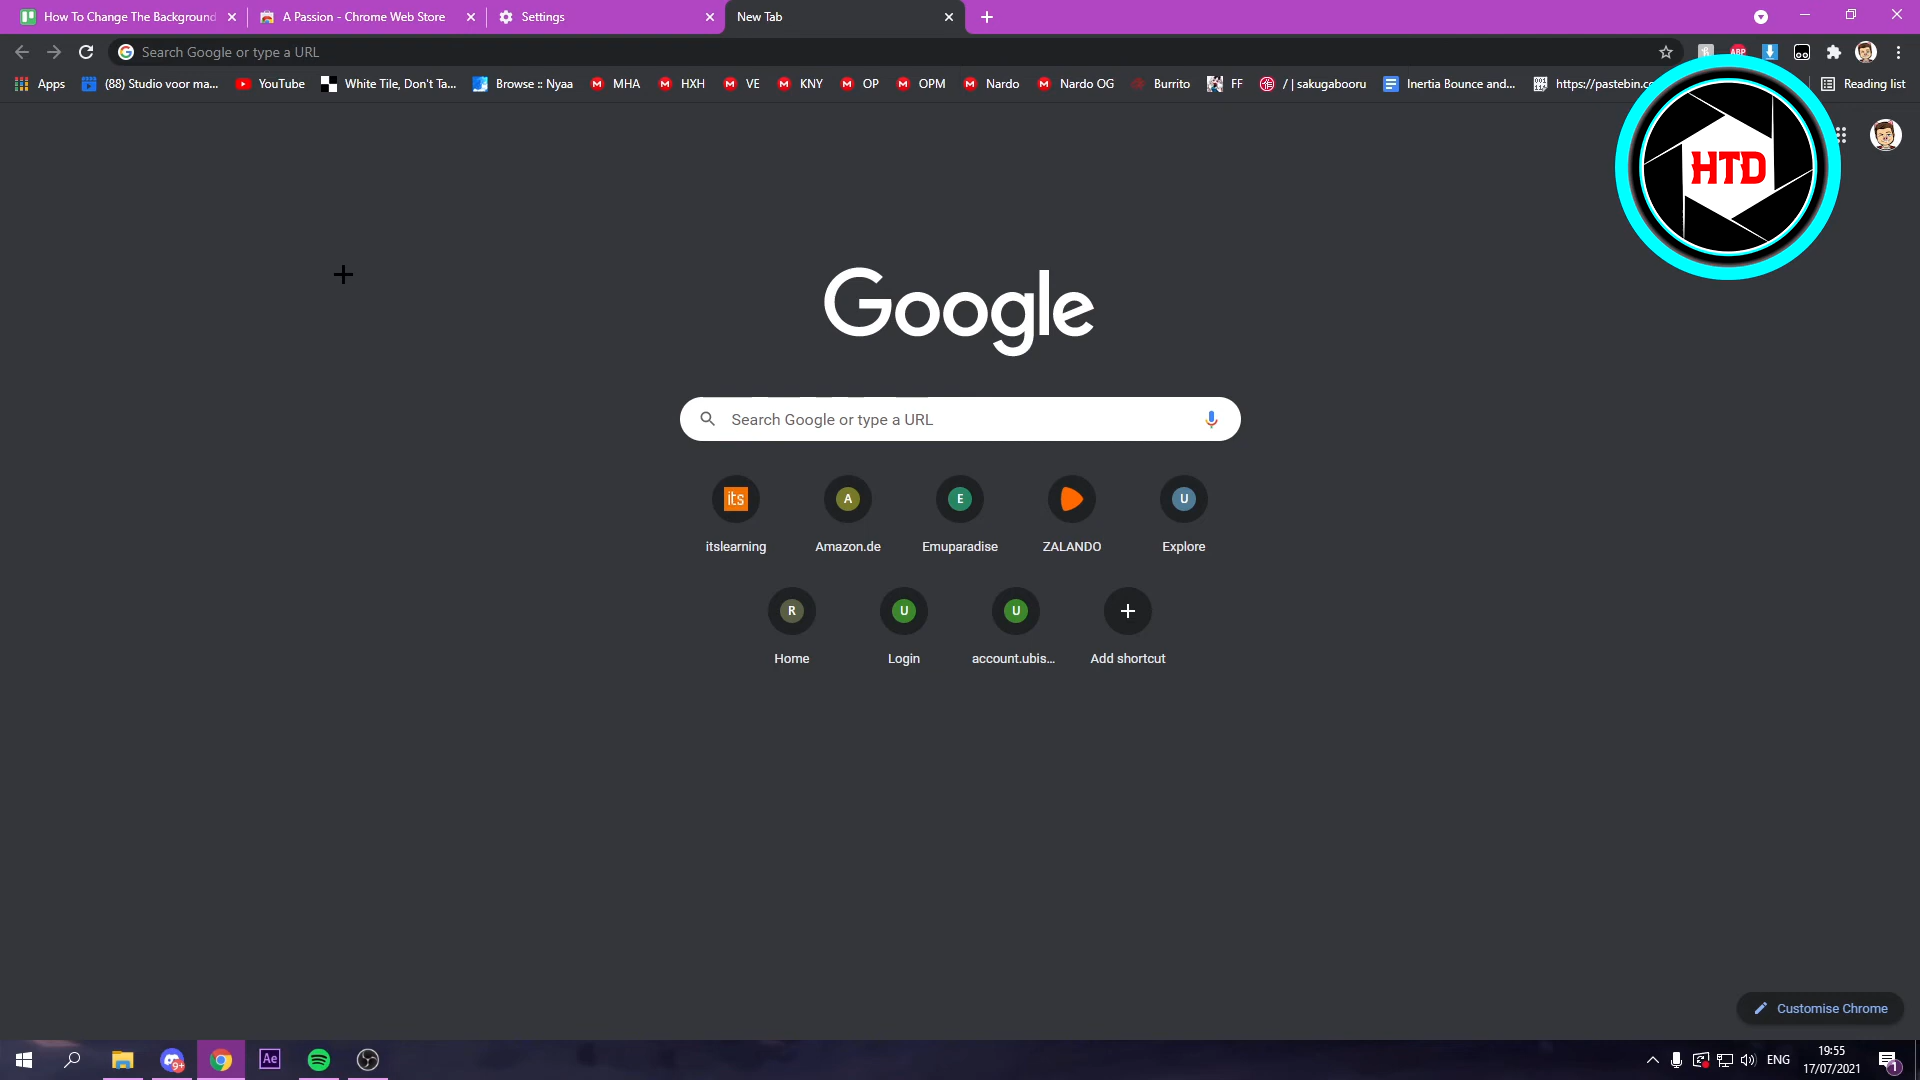 How To Change The Background
A Passion - Chrome Web Store
Settings
New Tab
Search Google or type a URL
ABP
Apps
(88) Studio voor ma...
YouTube
White Tile, Don't Ta...
Browse :: Nyaa
MHA
HXH
VE
KNY
OP
OPM
Nardo
Nardo OG
Burrito
FF
/ | sakugabooru
Inertia Bounce and...
https://pastebin.co
Reading list
HTD
Google
Search Google or type a URL
its
A
E
U
itslearning
Amazon.de
Emuparadise
ZALANDO
Explore
R
U
U
Home
Login
account.ubis...
Add shortcut
Customise Chrome
9+
Ae
ENG
19:55
17/07/2021
1